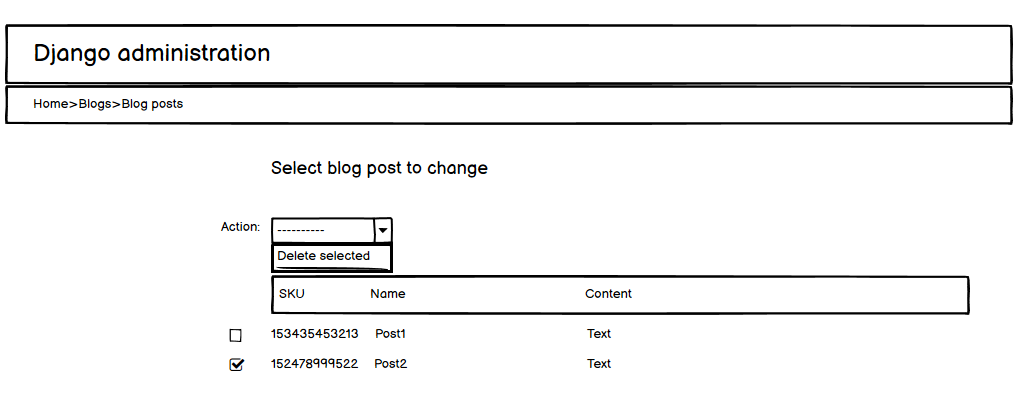 Django administration
Home>Blogs>Blog posts
Select blog post to change
Action: ----------
Delete selected
SKU Name Content
153435453213 Post1 Text
152478999522 Post2 Text